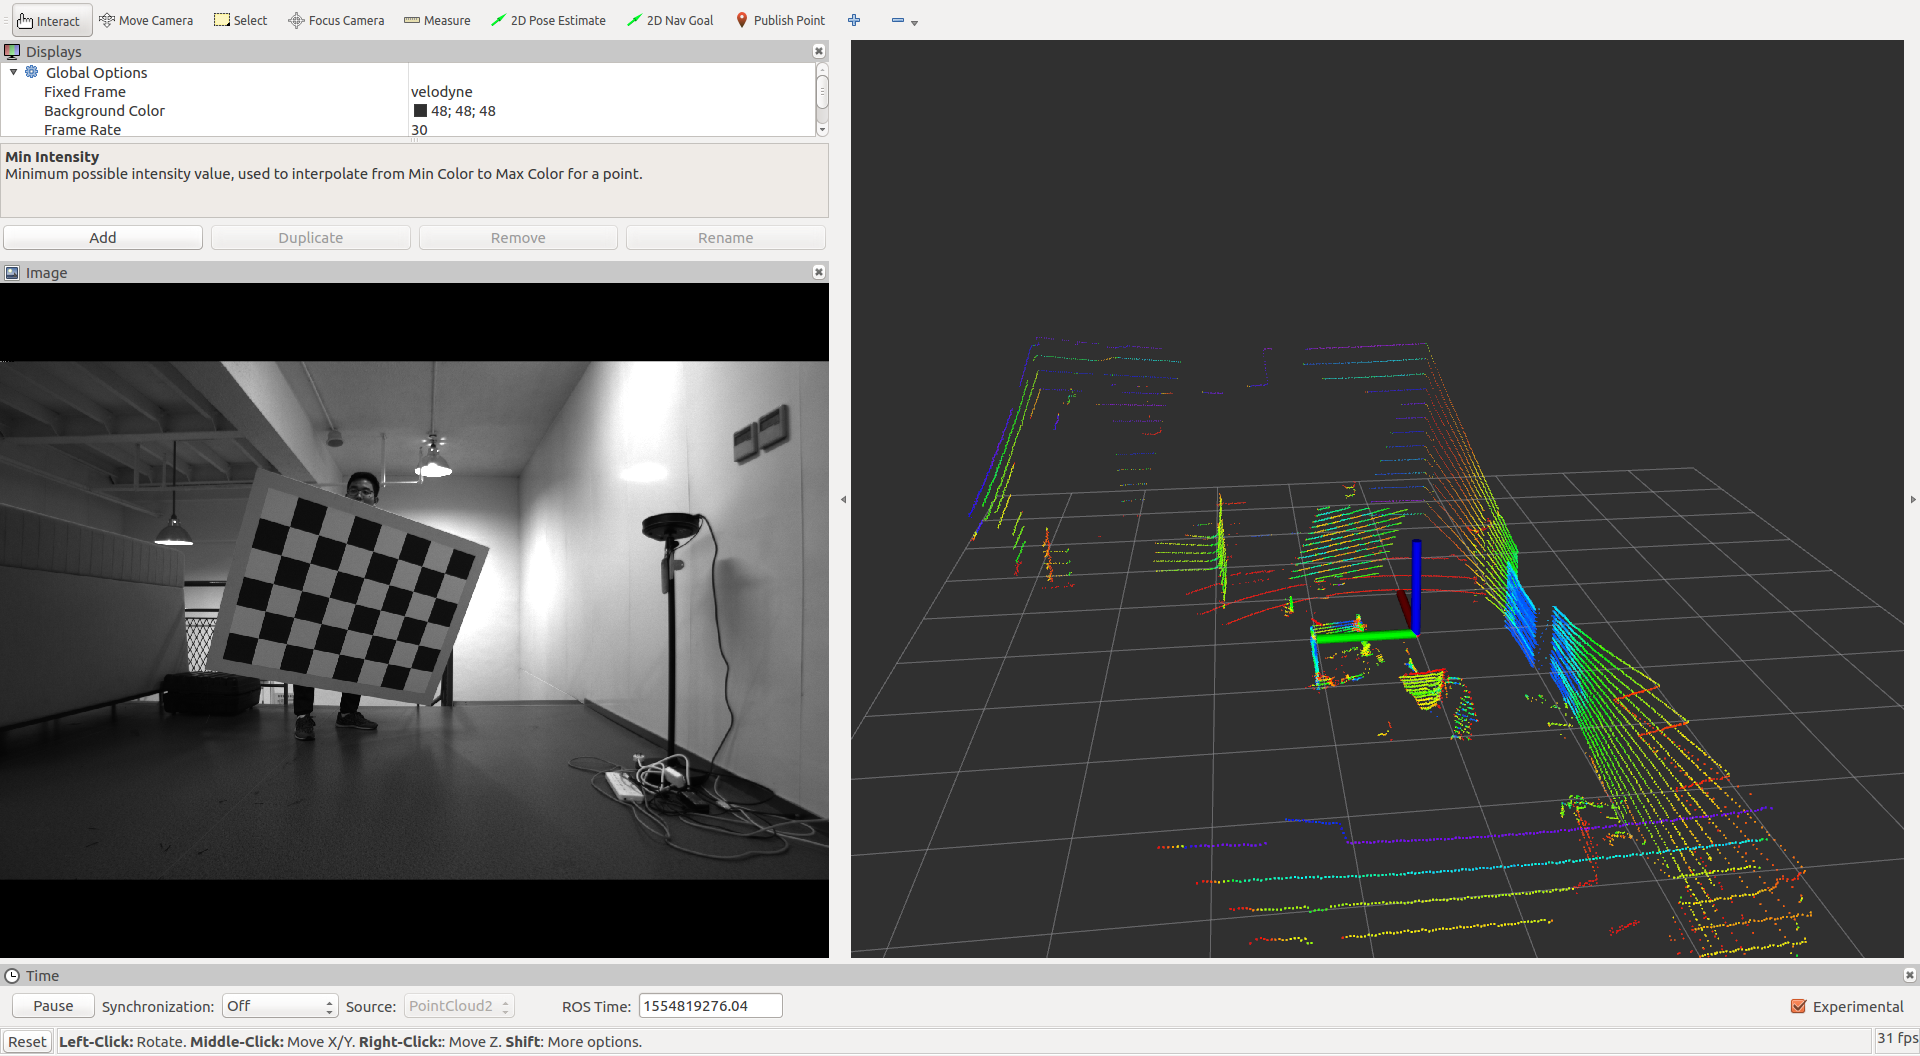 Interact Move Camera Select Focus Camera Measure 2D Pose Estimate 2D Nav Goal Publish Point
Displays
Global Options
Fixed Frame velodyne
Background Color 48; 48; 48
Frame Rate 30
Min Intensity
Minimum possible intensity value, used to interpolate from Min Color to Max Color for a point.
Add Duplicate Remove Rename
Image
Time
Pause Synchronization: Off Source: PointCloud2 ROS Time: 1554819276.04 Experimental
Reset Left-Click: Rotate. Middle-Click: Move X/Y. Right-Click:: Move Z. Shift: More options. 31 fps